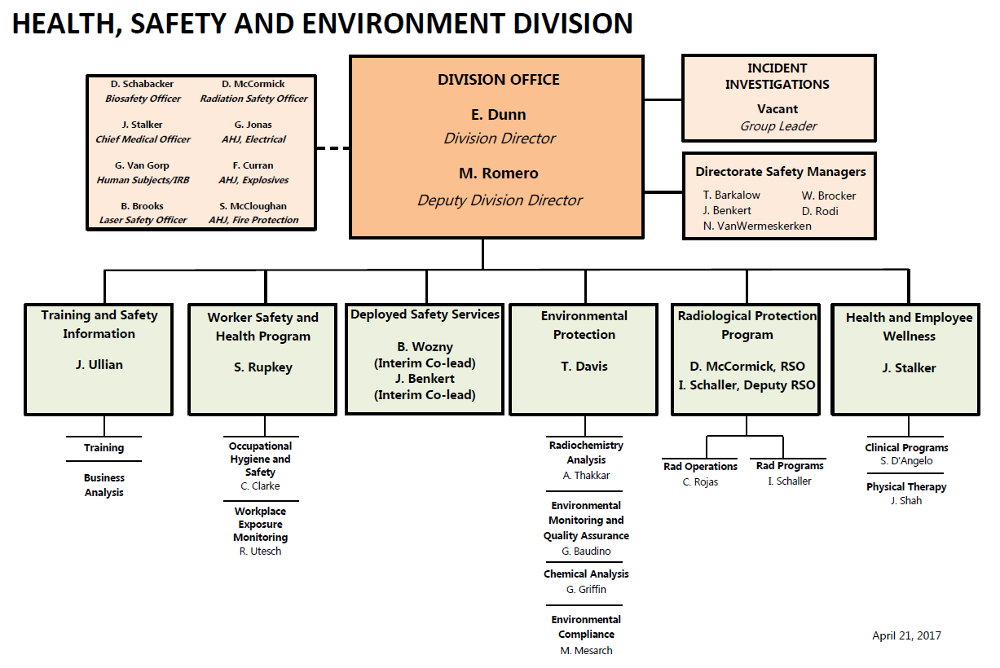 HEALTH, SAFETY AND ENVIRONMENT DIVISION
D. Schabacker
Biosafety Officer
D. McCormick
Radiation Safety Officer
J. Stalker
Chief Medical Officer
G. Jonas
AHJ, Electrical
G. Van Gorp
Human Subjects/IRB
F. Curran
AHJ, Explosives
B. Brooks
Laser Safety Officer
S. McCloughan
AHJ, Fire Protection
DIVISION OFFICE
E. Dunn
Division Director
M. Romero
Deputy Division Director
INCIDENT
INVESTIGATIONS
Vacant
Group Leader
Directorate Safety Managers
T. Barkalow
W. Brocker
J. Benkert
D. Rodi
N. VanWermeskerken
Training and Safety
Information
J. Ullian
Training
Business
Analysis
Worker Safety and
Health Program
S. Rupkey
Occupational
Hygiene and
Safety
C. Clarke
Workplace
Exposure
Monitoring
R. Utesch
Deployed Safety Services
B. Wozny
(Interim Co-lead)
J. Benkert
(Interim Co-lead)
Environmental
Protection
T. Davis
Radiochemistry
Analysis
A. Thakkar
Environmental
Monitoring and
Quality Assurance
G. Baudino
Chemical Analysis
G. Griffin
Environmental
Compliance
M. Mesarch
Radiological Protection
Program
D. McCormick, RSO
I. Schaller, Deputy RSO
Rad Operations
C. Rojas
Rad Programs
I. Schaller
Health and Employee
Wellness
J. Stalker
Clinical Programs
S. D’Angelo
Physical Therapy
J. Shah
April 21, 2017